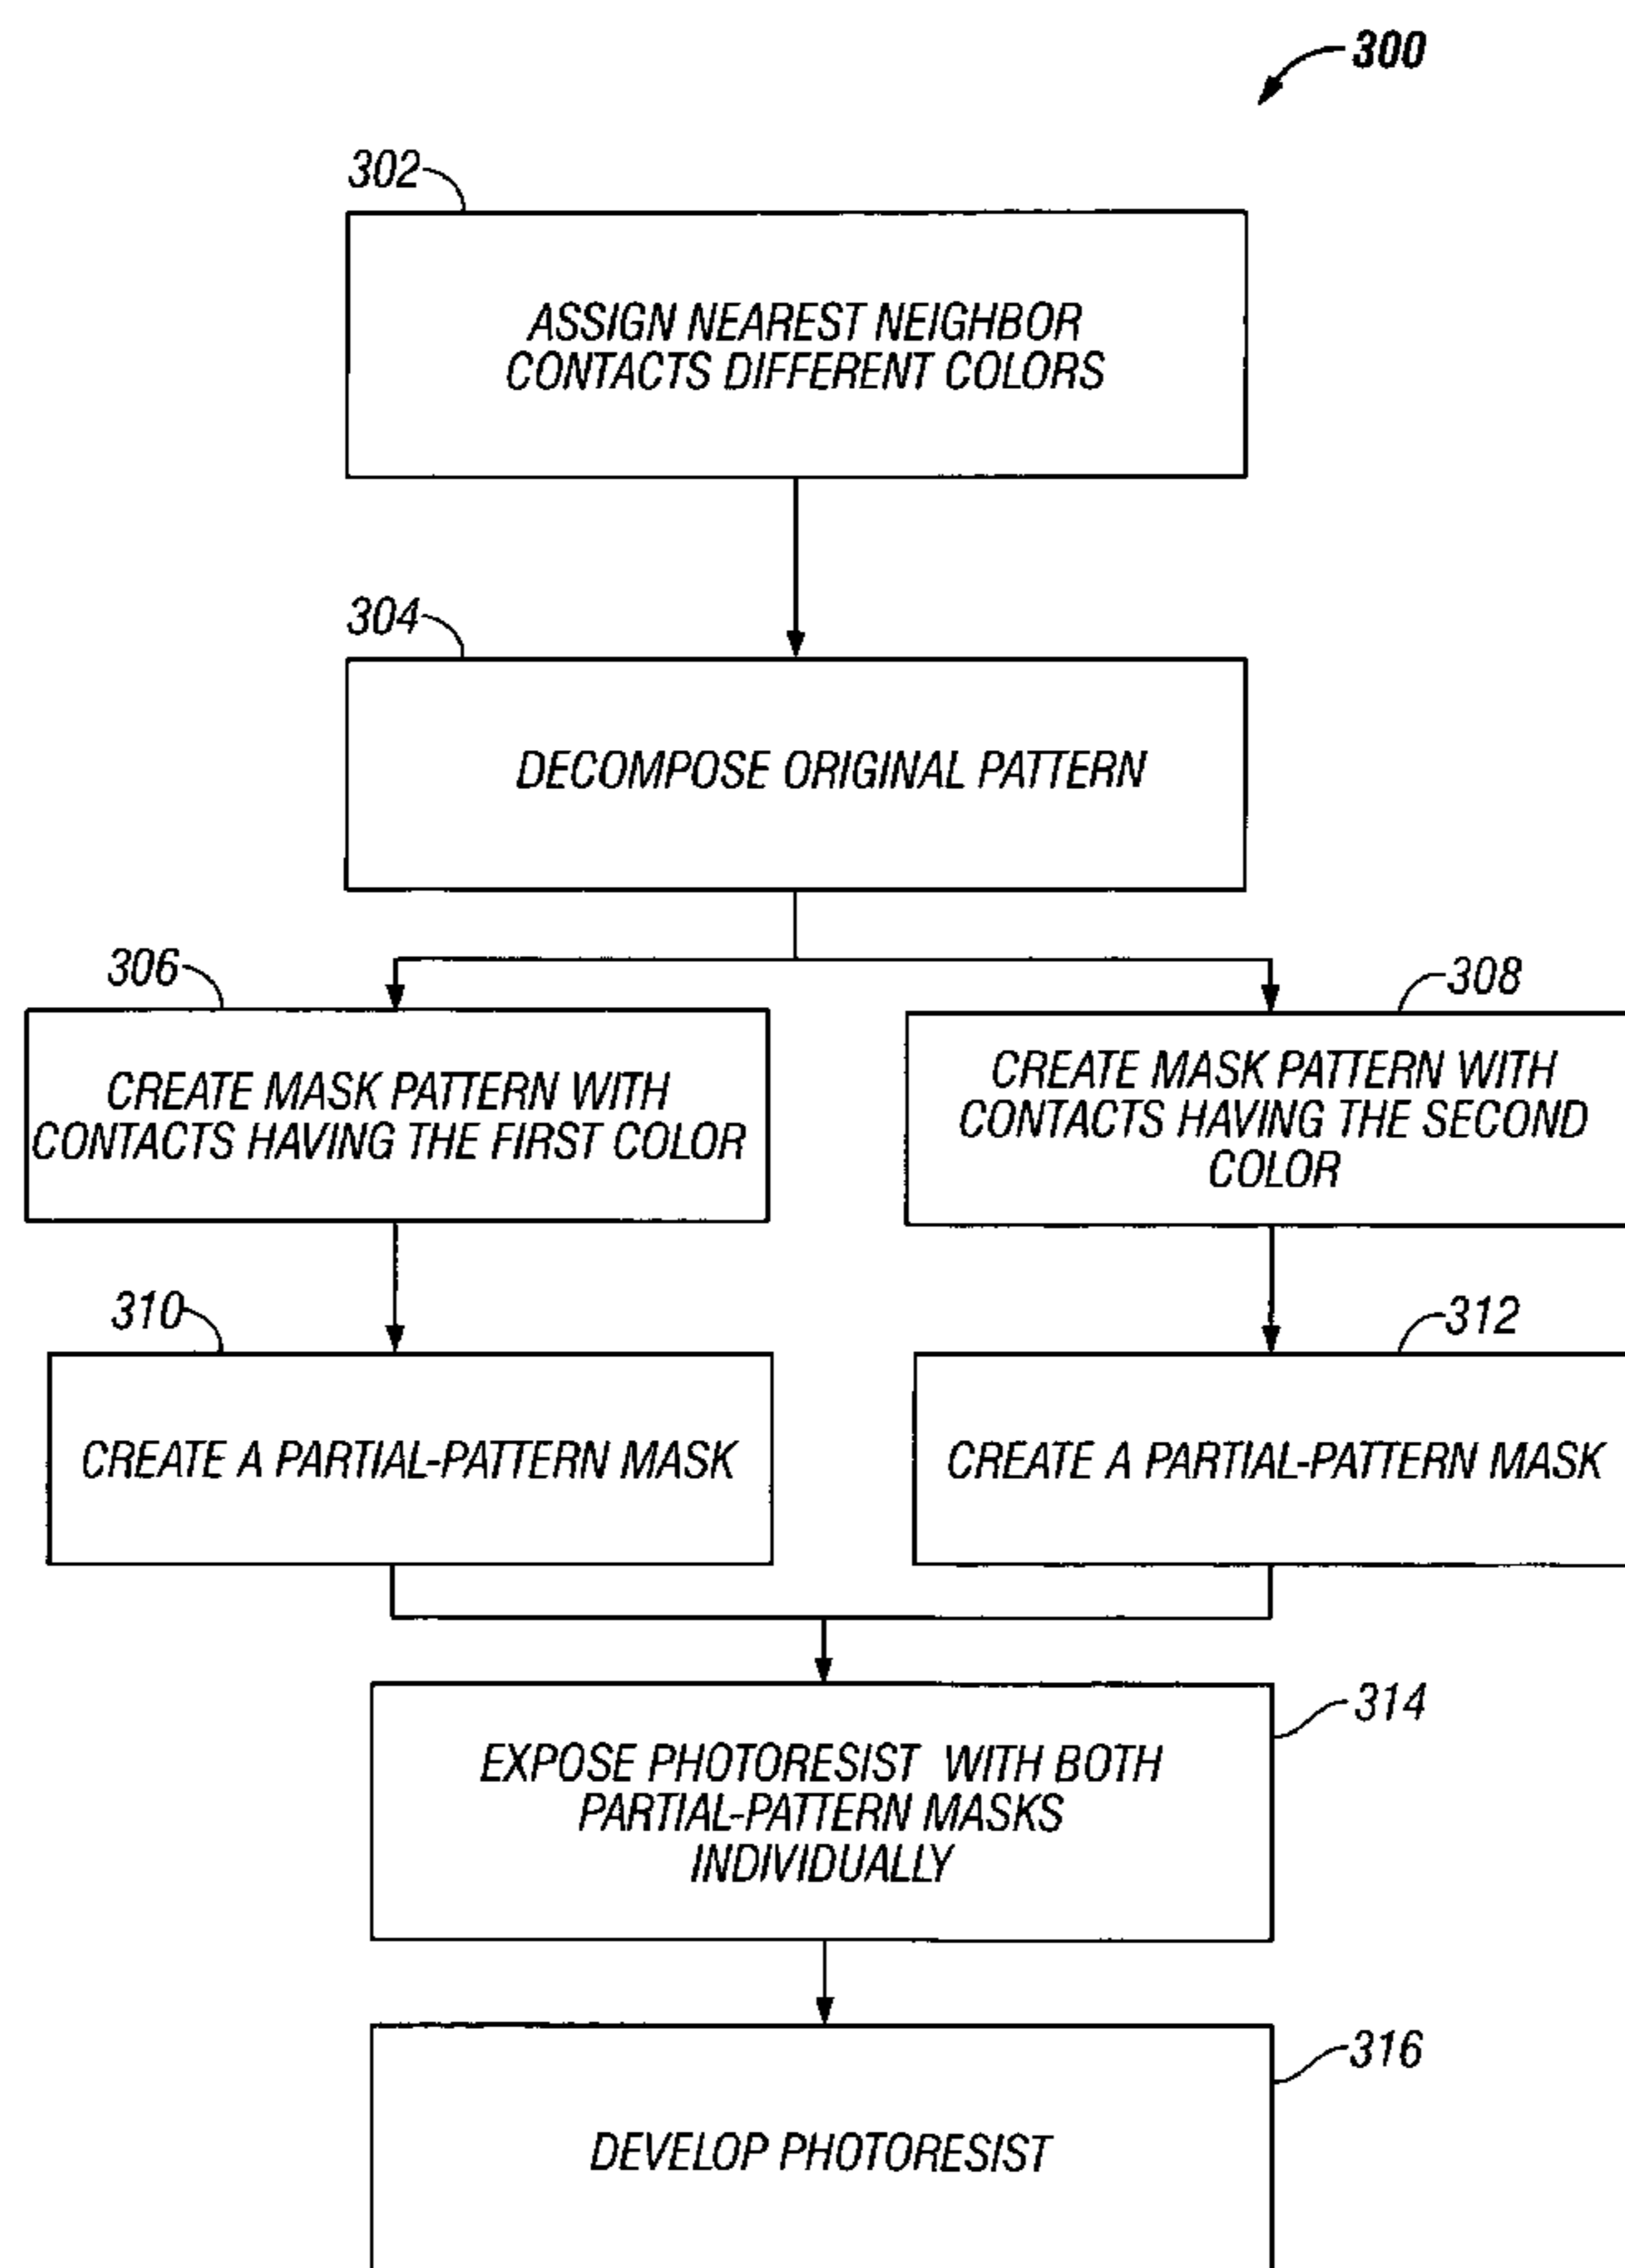 300
302
ASSIGN NEAREST NEIGHBOR
CONTACTS DIFFERENT COLORS
304
DECOMPOSE ORIGINAL PATTERN
306
CREATE MASK PATTERN WITH
CONTACTS HAVING THE FIRST COLOR
308
CREATE MASK PATTERN WITH
CONTACTS HAVING THE SECOND
COLOR
310
CREATE A PARTIAL-PATTERN MASK
312
CREATE A PARTIAL-PATTERN MASK
314
EXPOSE PHOTORESIST WITH BOTH
PARTIAL-PATTERN MASKS
INDIVIDUALLY
316
DEVELOP PHOTORESIST